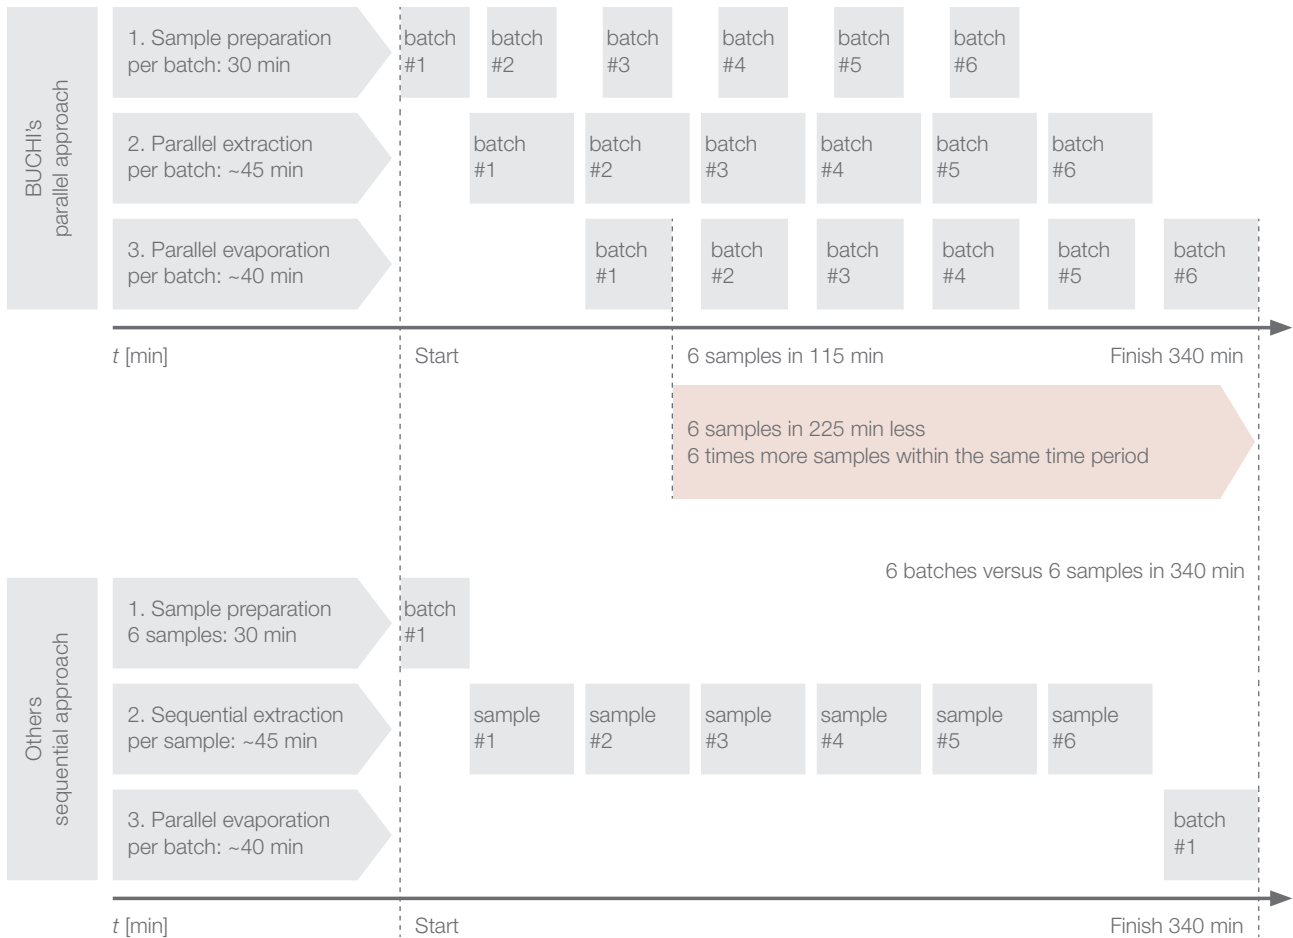 BUCHI's
parallel approach
1. Sample preparation
per batch: 30 min
batch
#1
batch
#2
batch
#3
batch
#4
batch
#5
batch
#6
2. Parallel extraction
per batch: ~45 min
batch
#1
batch
#2
batch
#3
batch
#4
batch
#5
batch
#6
3. Parallel evaporation
per batch: ~40 min
batch
#1
batch
#2
batch
#3
batch
#4
batch
#5
batch
#6
t [min]
Start
6 samples in 115 min
Finish 340 min
6 samples in 225 min less
6 times more samples within the same time period
6 batches versus 6 samples in 340 min
Others
sequential approach
1. Sample preparation
6 samples: 30 min
batch
#1
2. Sequential extraction
per sample: ~45 min
sample
#1
sample
#2
sample
#3
sample
#4
sample
#5
sample
#6
3. Parallel evaporation
per batch: ~40 min
batch
#1
t [min]
Start
Finish 340 min